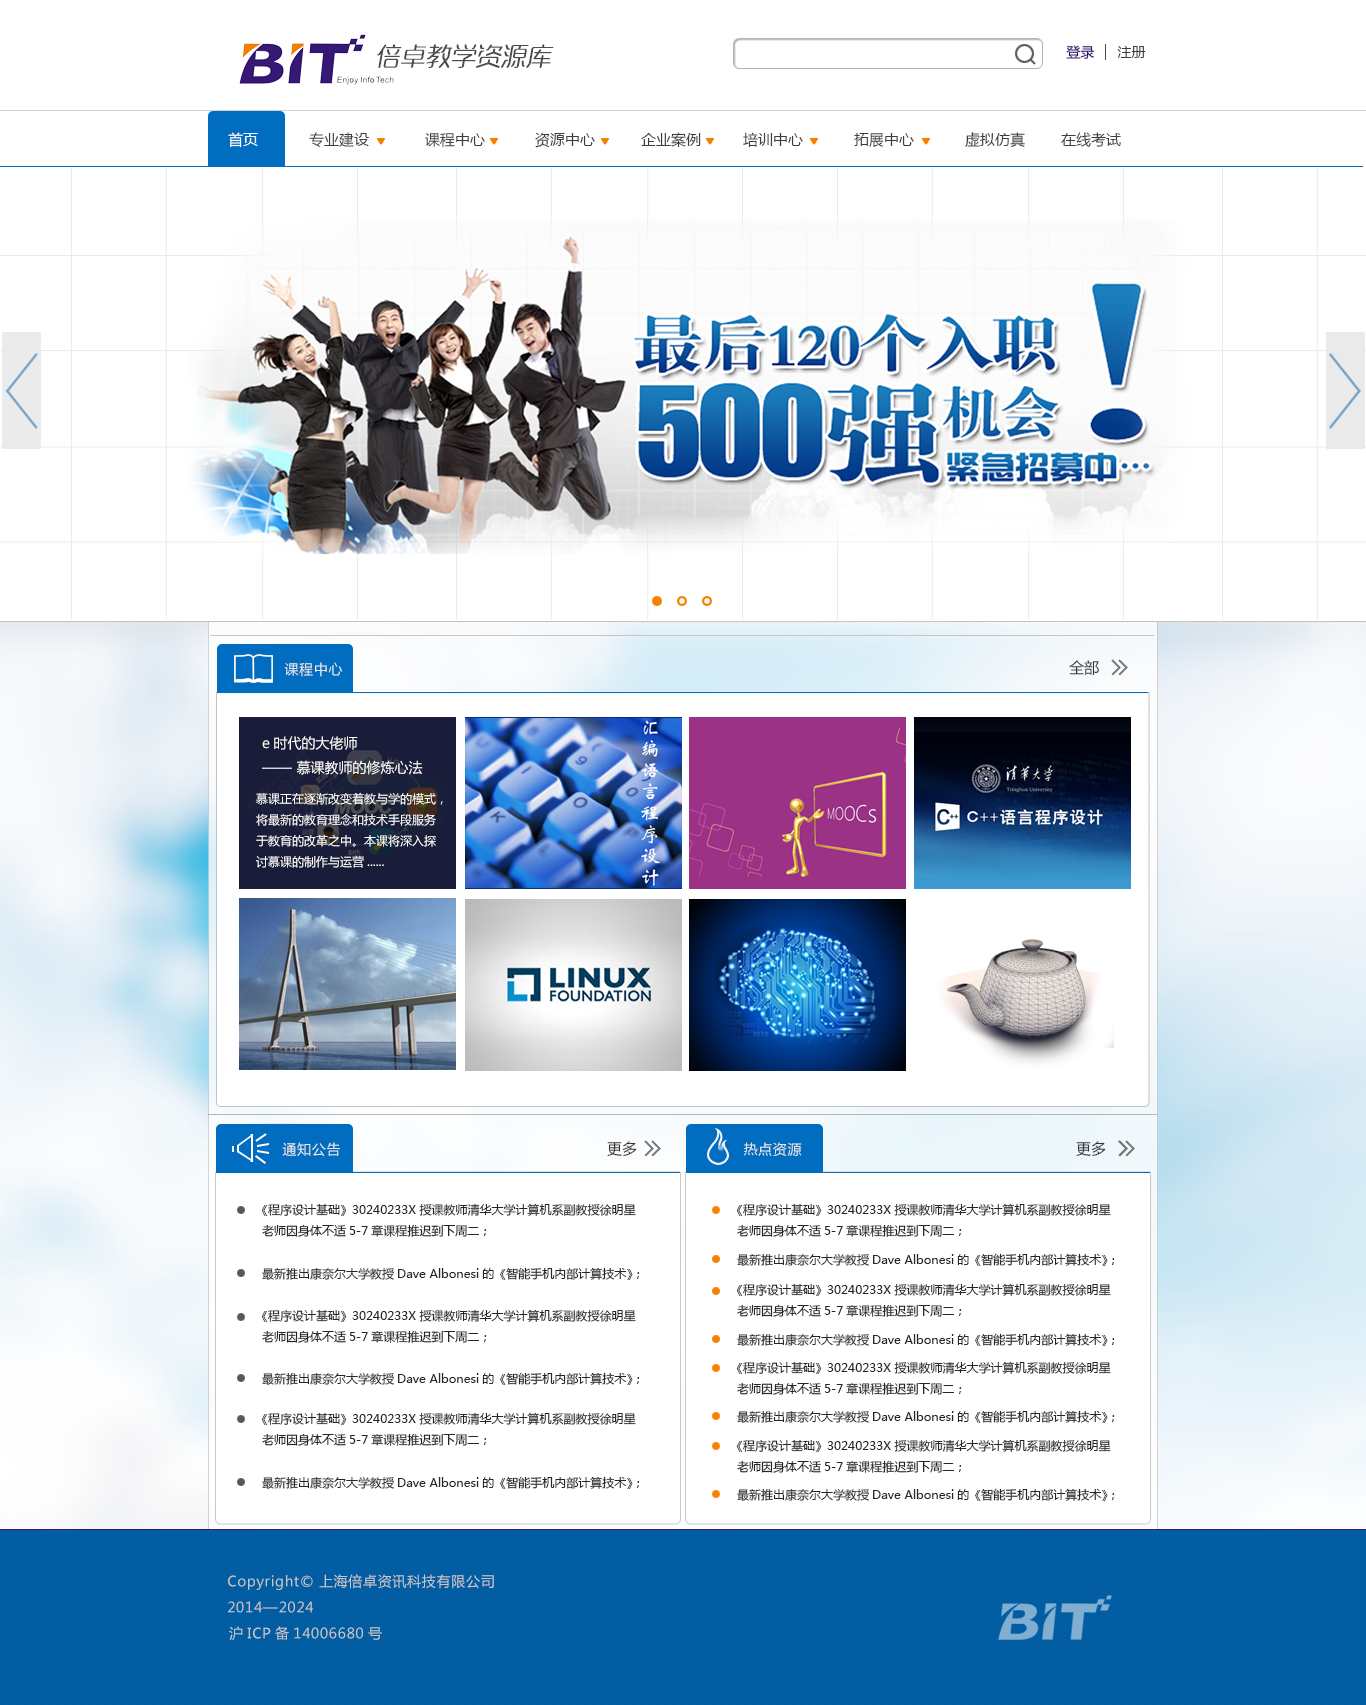 BIT
Enjoy Info Tech
倍卓教学资源库
登录 | 注册
首页 专业建设 课程中心 资源中心 企业案例 培训中心 拓展中心 虚拟仿真 在线考试
最后120个入职
500强机会!
紧急招募中…
课程中心
全部
e 时代的大佬师
—— 慕课教师的修炼心法
慕课正在逐渐改变着教与学的模式，
将最新的教育理念和技术手段服务
于教育的改革之中。本课将深入探
讨慕课的制作与运营 ......
汇编语言程序设计
MOOCs
清华大学
Tsinghua University
C++ C++语言程序设计
LINUX
FOUNDATION
通知公告
更多
《程序设计基础》30240233X 授课教师清华大学计算机系副教授徐明星
老师因身体不适 5-7 章课程推迟到下周二；
最新推出康奈尔大学教授 Dave Albonesi 的《智能手机内部计算技术》；
《程序设计基础》30240233X 授课教师清华大学计算机系副教授徐明星
老师因身体不适 5-7 章课程推迟到下周二；
最新推出康奈尔大学教授 Dave Albonesi 的《智能手机内部计算技术》；
《程序设计基础》30240233X 授课教师清华大学计算机系副教授徐明星
老师因身体不适 5-7 章课程推迟到下周二；
最新推出康奈尔大学教授 Dave Albonesi 的《智能手机内部计算技术》；
热点资源
更多
《程序设计基础》30240233X 授课教师清华大学计算机系副教授徐明星
老师因身体不适 5-7 章课程推迟到下周二；
最新推出康奈尔大学教授 Dave Albonesi 的《智能手机内部计算技术》；
《程序设计基础》30240233X 授课教师清华大学计算机系副教授徐明星
老师因身体不适 5-7 章课程推迟到下周二；
最新推出康奈尔大学教授 Dave Albonesi 的《智能手机内部计算技术》；
《程序设计基础》30240233X 授课教师清华大学计算机系副教授徐明星
老师因身体不适 5-7 章课程推迟到下周二；
最新推出康奈尔大学教授 Dave Albonesi 的《智能手机内部计算技术》；
《程序设计基础》30240233X 授课教师清华大学计算机系副教授徐明星
老师因身体不适 5-7 章课程推迟到下周二；
最新推出康奈尔大学教授 Dave Albonesi 的《智能手机内部计算技术》；
Copyright© 上海倍卓资讯科技有限公司
2014—2024
沪 ICP 备 14006680 号
BIT